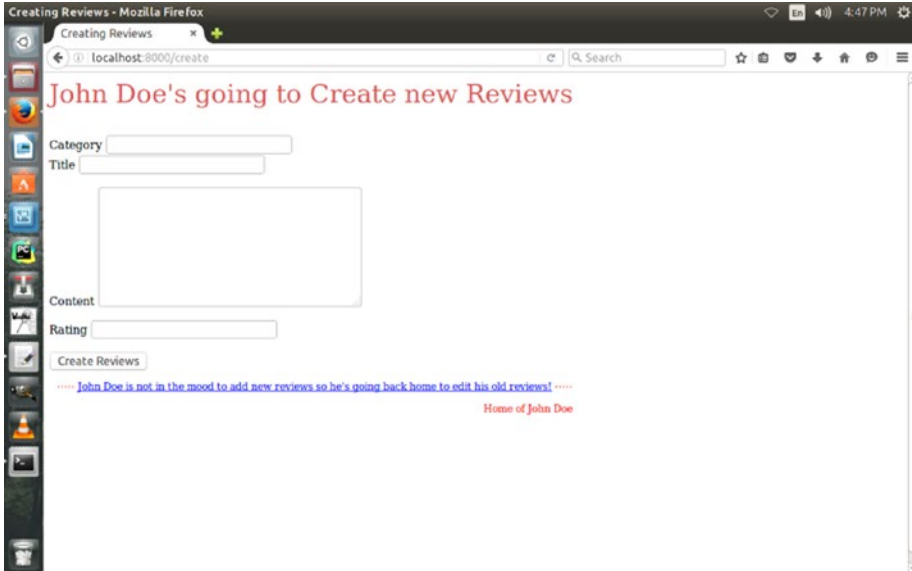 Creating Reviews - Mozilla Firefox
En
4:47 PM
Creating Reviews
localhost:8000/create
Search
John Doe's going to Create new Reviews
Category
Title
Content
Rating
Create Reviews
····· John Doe is not in the mood to add new reviews so he's going back home to edit his old reviews! ·····
Home of John Doe